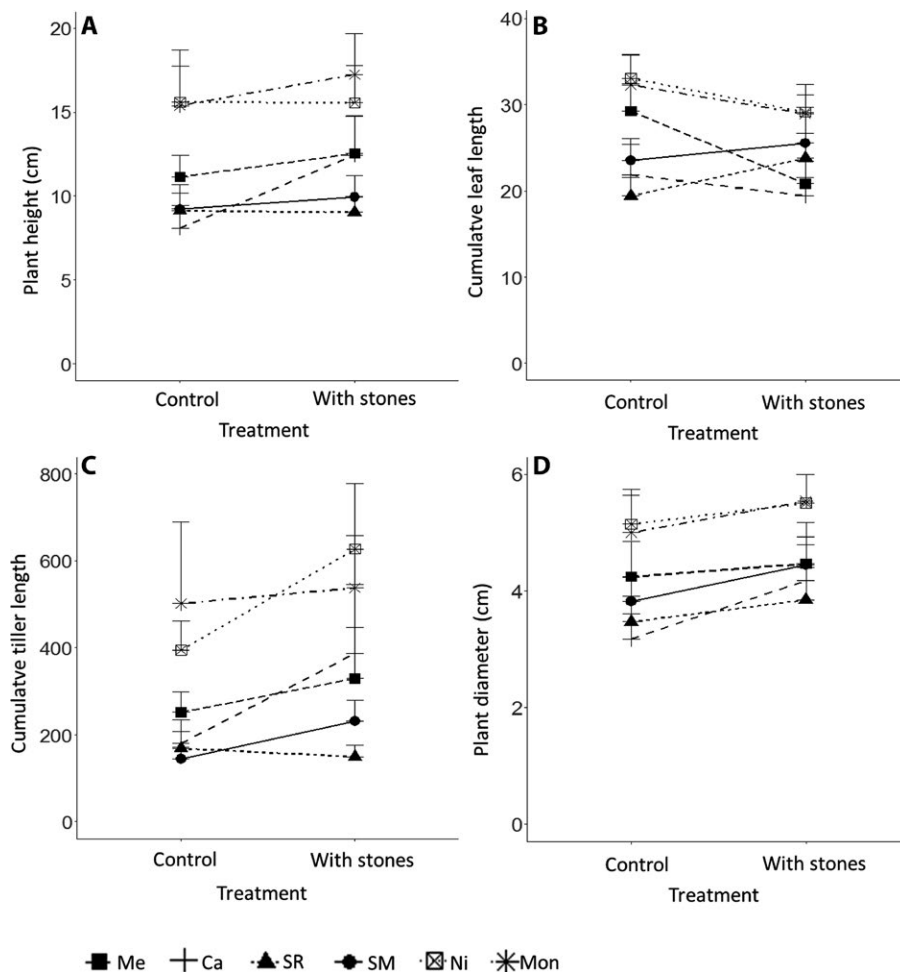 A
20
15
10
5
0
Plant height (cm)
Control
With stones
Treatment
B
40
30
20
10
0
Cumulatve leaf length
Control
With stones
Treatment
C
800
600
400
200
0
Cumulatve tiller length
Control
With stones
Treatment
D
6
4
2
0
Plant diameter (cm)
Control
With stones
Treatment
Me Ca SR SM Ni Mon